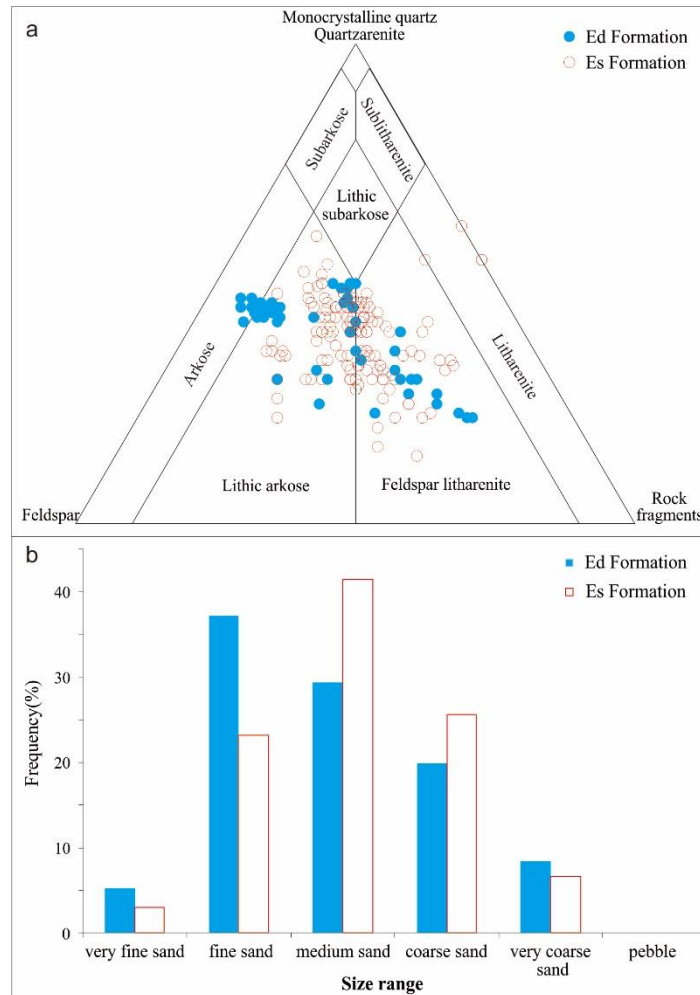 a
Monocrystalline quartz
Quartzarenite
Ed Formation
Es Formation
Subarkose
Sublitharenite
Lithic
subarkose
Arkose
Litharenite
Lithic arkose
Feldspar litharenite
Feldspar
Rock
fragments
b
Ed Formation
Es Formation
Frequency(%)
40
30
20
10
0
very fine sand
fine sand
medium sand
coarse sand
very coarse
sand
pebble
Size range